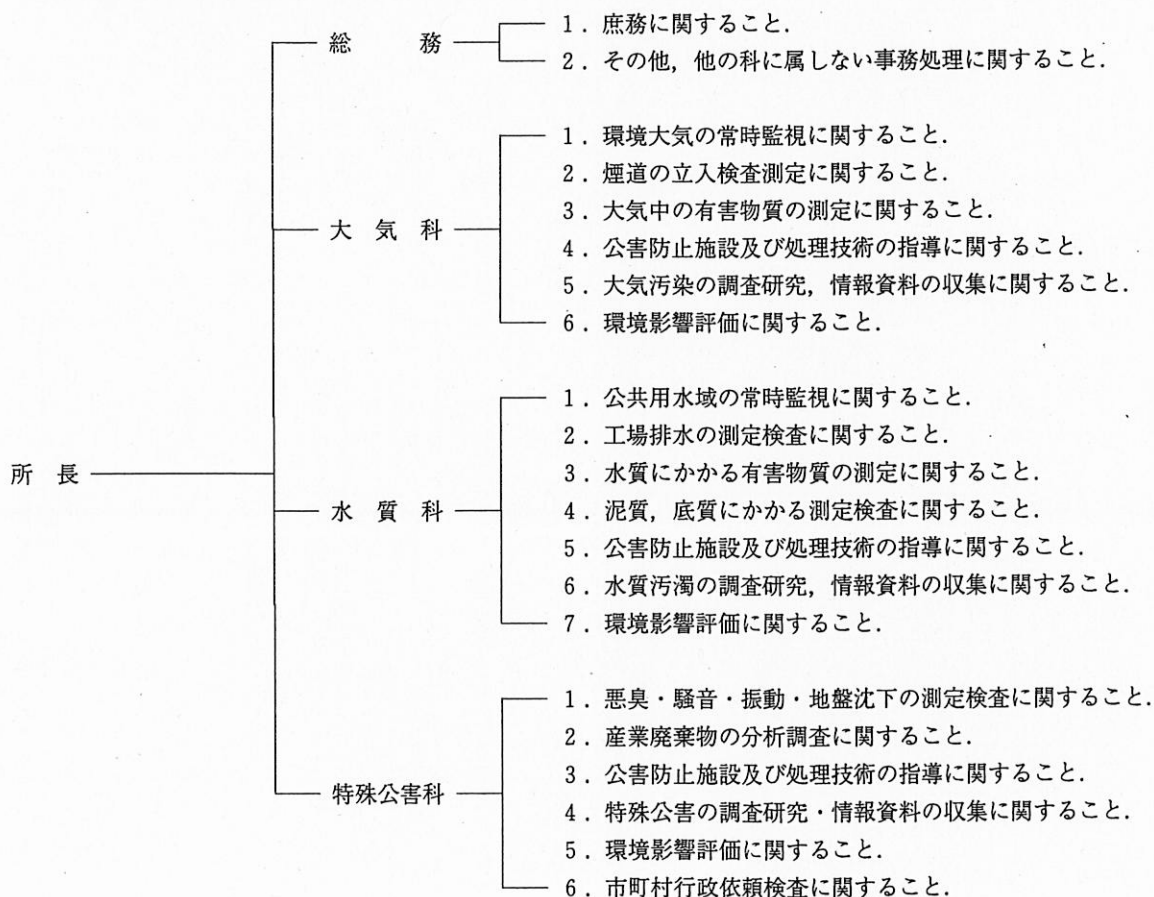 総務
1．庶務に関すること．
2．その他，他の科に属しない事務処理に関すること．
大気科
1．環境大気の常時監視に関すること．
2．煙道の立入検査測定に関すること．
3．大気中の有害物質の測定に関すること．
4．公害防止施設及び処理技術の指導に関すること．
5．大気汚染の調査研究，情報資料の収集に関すること．
6．環境影響評価に関すること．
所長
水質科
1．公共用水域の常時監視に関すること．
2．工場排水の測定検査に関すること．
3．水質にかかる有害物質の測定に関すること．
4．泥質，底質にかかる測定検査に関すること．
5．公害防止施設及び処理技術の指導に関すること．
6．水質汚濁の調査研究，情報資料の収集に関すること．
7．環境影響評価に関すること．
特殊公害科
1．悪臭・騒音・振動・地盤沈下の測定検査に関すること．
2．産業廃棄物の分析調査に関すること．
3．公害防止施設及び処理技術の指導に関すること．
4．特殊公害の調査研究・情報資料の収集に関すること．
5．環境影響評価に関すること．
6．市町村行政依頼検査に関すること．